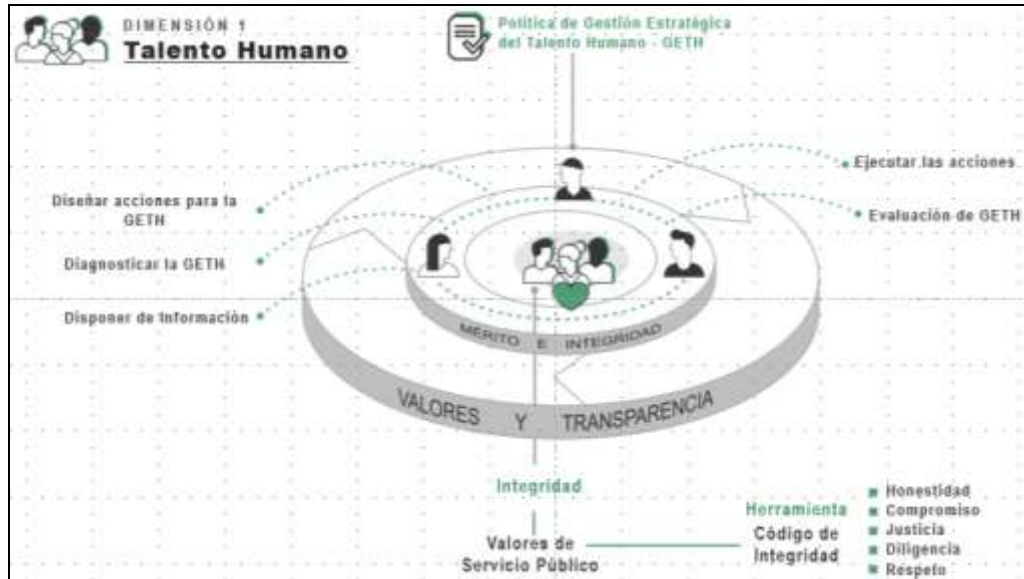 DIMENSIÓN 1
Talento Humano
Política de Gestión Estratégica
del Talento Humano - GETH
Ejecutar las acciones
Evaluación de GETH
Diseñar acciones para la
GETH
Diagnosticar la GETH
Disponer de Información
MÉRITO E INTEGRIDAD
VALORES Y TRANSPARENCIA
Integridad
Valores de
Servicio Público
Herramienta
Código de
Integridad
Honestidad
Compromiso
Justicia
Diligencia
Respeto